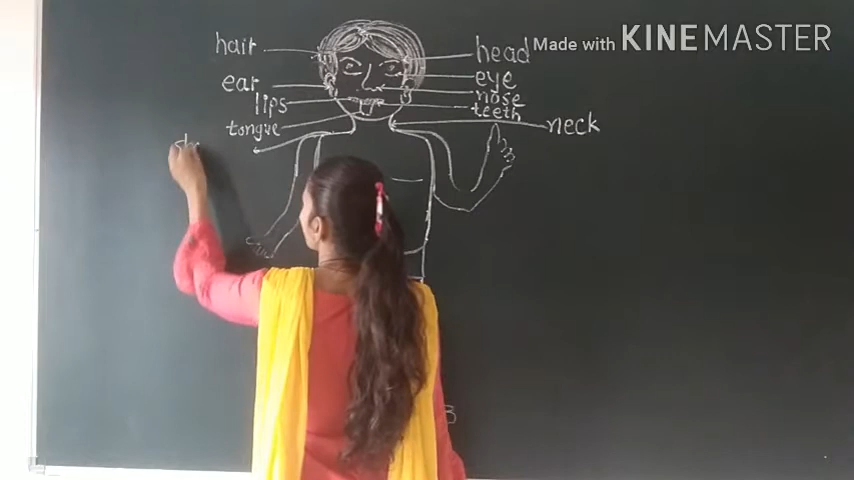 Made with KINEMASTER
hair
head
ear
eye
lips
nose
teeth
tongue
neck